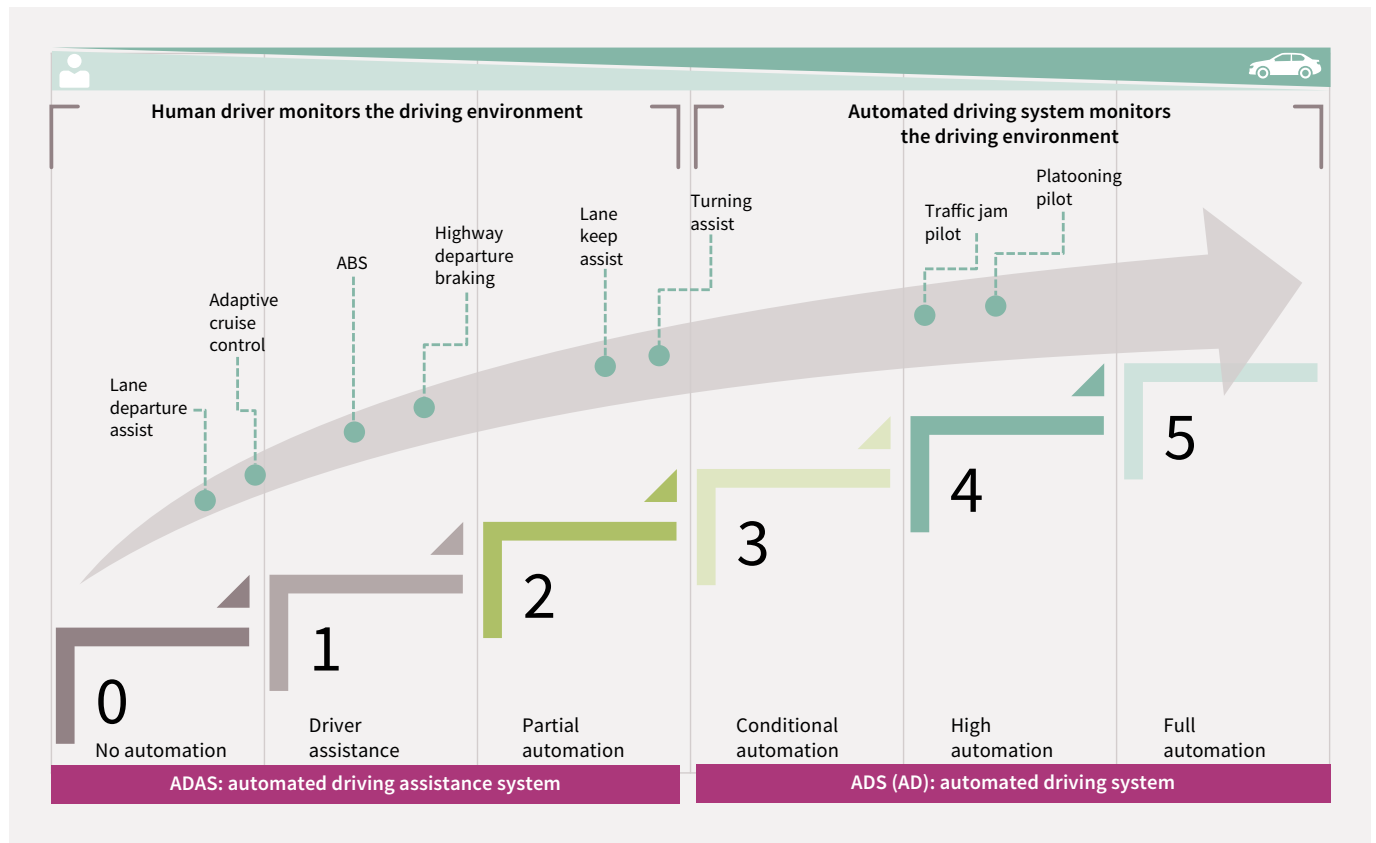 Human driver monitors the driving environment
Automated driving system monitors
the driving environment
Lane
departure
assist
Adaptive
cruise
control
ABS
Highway
departure
braking
Lane
keep
assist
Turning
assist
Traffic jam
pilot
Platooning
pilot
0
No automation
1
Driver
assistance
2
Partial
automation
3
Conditional
automation
4
High
automation
5
Full
automation
ADAS: automated driving assistance system
ADS (AD): automated driving system